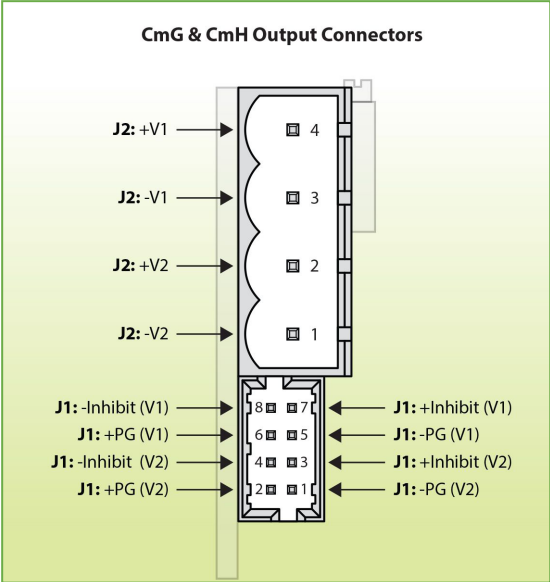 CmG & CmH Output Connectors
J2: +V1 4
J2: -V1 3
J2: +V2 2
J2: -V2 1
J1: -Inhibit (V1) 8 7 J1: +Inhibit (V1)
J1: +PG (V1) 6 5 J1: -PG (V1)
J1: -Inhibit (V2) 4 3 J1: +Inhibit (V2)
J1: +PG (V2) 2 1 J1: -PG (V2)